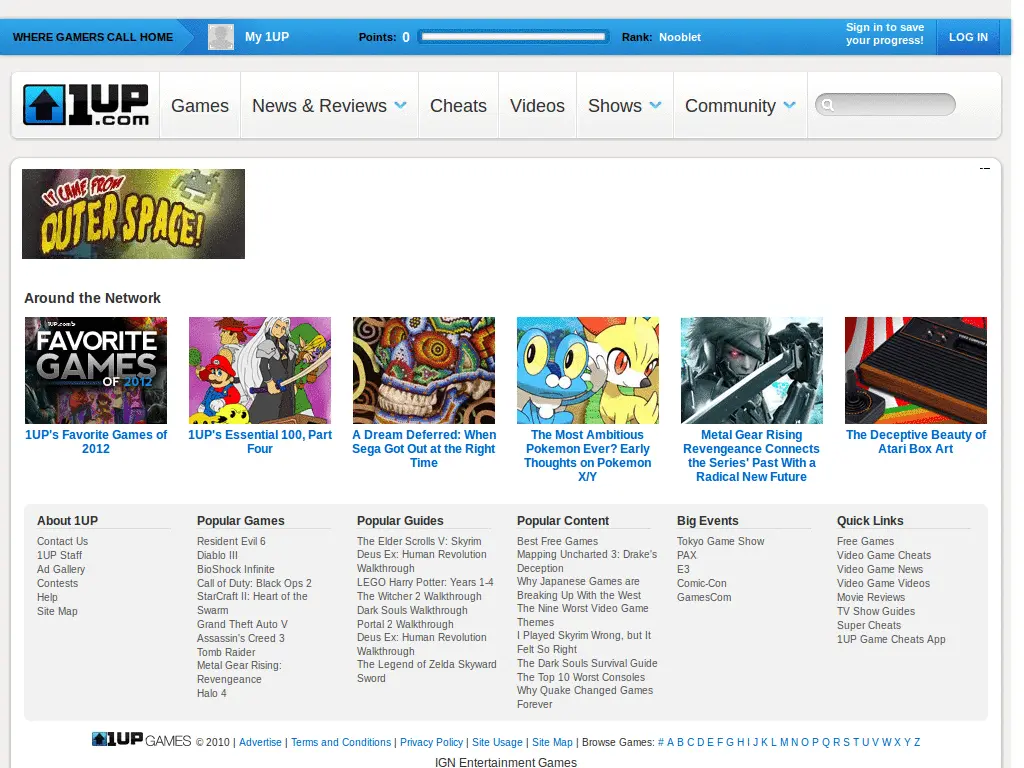 WHERE GAMERS CALL HOME
My 1UP
Points: 0
Rank: Nooblet
Sign in to save
your progress!
LOG IN
1UP
.com
Games
News & Reviews
Cheats
Videos
Shows
Community
IT CAME FROM
OUTER SPACE!
Around the Network
1UP.com's
FAVORITE
GAMES
OF 2012
1UP's Favorite Games of
2012
1UP's Essential 100, Part
Four
A Dream Deferred: When
Sega Got Out at the Right
Time
The Most Ambitious
Pokemon Ever? Early
Thoughts on Pokemon
X/Y
Metal Gear Rising
Revengeance Connects
the Series' Past With a
Radical New Future
The Deceptive Beauty of
Atari Box Art
About 1UP
Contact Us
1UP Staff
Ad Gallery
Contests
Help
Site Map
Popular Games
Resident Evil 6
Diablo III
BioShock Infinite
Call of Duty: Black Ops 2
StarCraft II: Heart of the
Swarm
Grand Theft Auto V
Assassin's Creed 3
Tomb Raider
Metal Gear Rising:
Revengeance
Halo 4
Popular Guides
The Elder Scrolls V: Skyrim
Deus Ex: Human Revolution
Walkthrough
LEGO Harry Potter: Years 1-4
The Witcher 2 Walkthrough
Dark Souls Walkthrough
Portal 2 Walkthrough
Deus Ex: Human Revolution
Walkthrough
The Legend of Zelda Skyward
Sword
Popular Content
Best Free Games
Mapping Uncharted 3: Drake's
Deception
Why Japanese Games are
Breaking Up With the West
The Nine Worst Video Game
Themes
I Played Skyrim Wrong, but It
Felt So Right
The Dark Souls Survival Guide
The Top 10 Worst Consoles
Why Quake Changed Games
Forever
Big Events
Tokyo Game Show
PAX
E3
Comic-Con
GamesCom
Quick Links
Free Games
Video Game Cheats
Video Game News
Video Game Videos
Movie Reviews
TV Show Guides
Super Cheats
1UP Game Cheats App
1UP GAMES © 2010 | Advertise | Terms and Conditions | Privacy Policy | Site Usage | Site Map | Browse Games: # A B C D E F G H I J K L M N O P Q R S T U V W X Y Z
IGN Entertainment Games